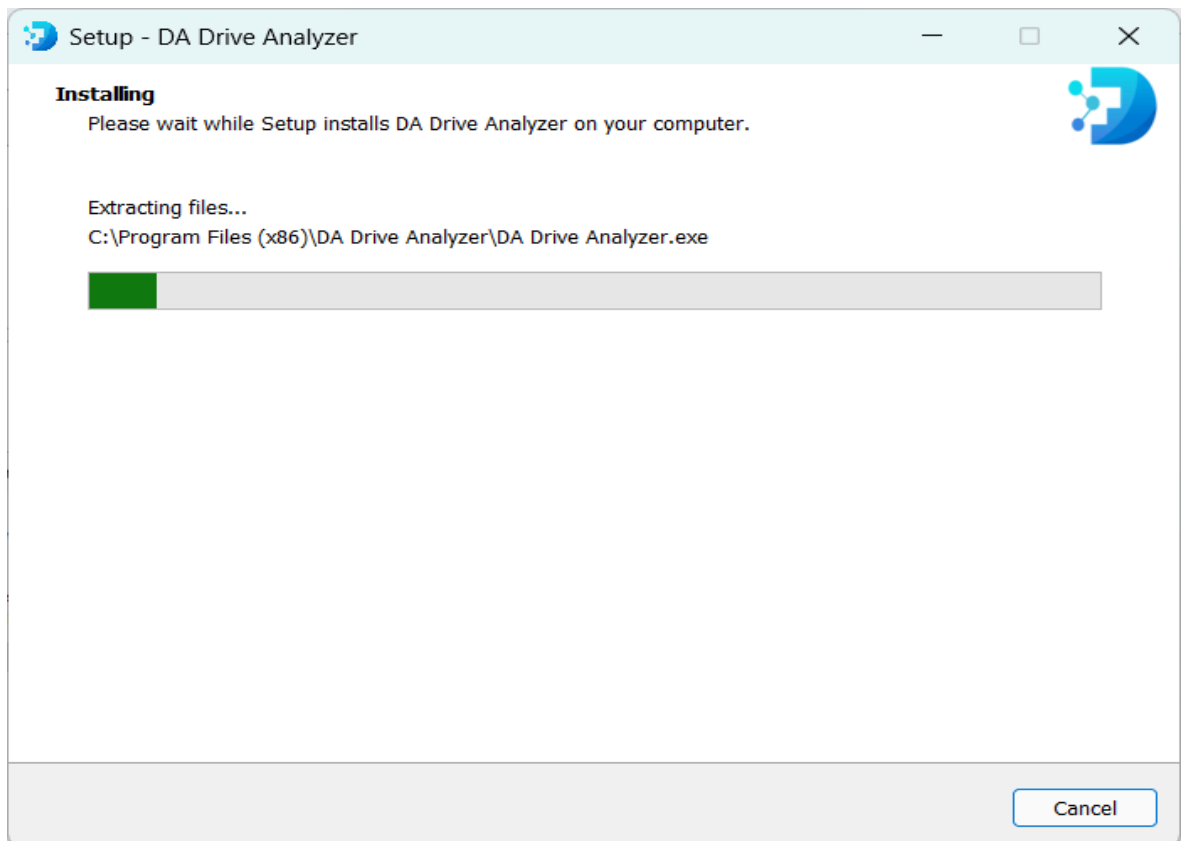 Setup - DA Drive Analyzer
Installing
Please wait while Setup installs DA Drive Analyzer on your computer.
Extracting files...
C:\Program Files (x86)\DA Drive Analyzer\DA Drive Analyzer.exe
Cancel